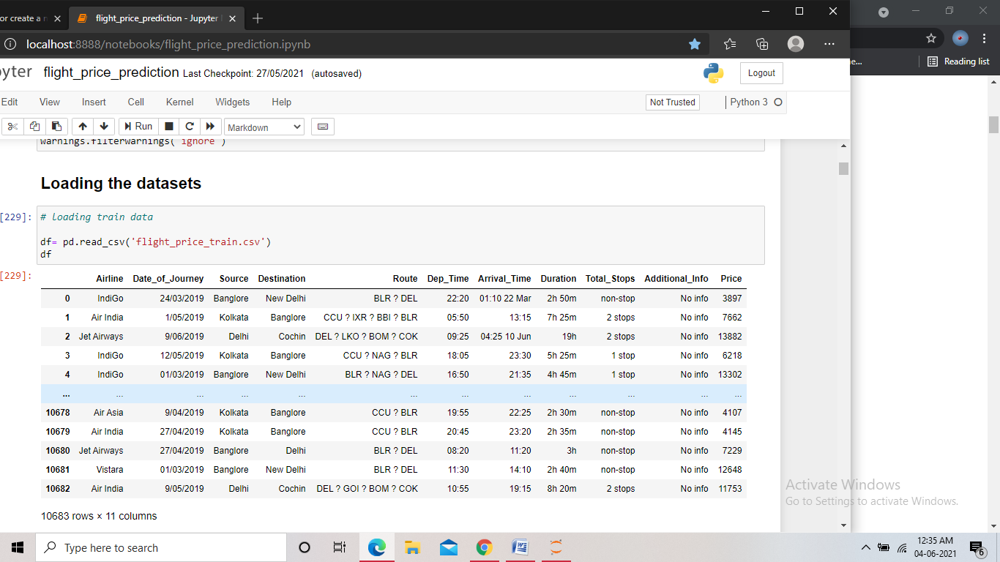 or create a n
flight_price_prediction - Jupyter
localhost:8888/notebooks/flight_price_prediction.ipynb
Reading list
e...
yter flight_price_prediction Last Checkpoint: 27/05/2021 (autosaved)
Logout
Edit View Insert Cell Kernel Widgets Help
Not Trusted
Python 3
Run
Markdown
warnings.filterwarnings('ignore')
Loading the datasets
[229]: # loading train data
df= pd.read_csv('flight_price_train.csv')
df
[229]:
Airline Date_of_Journey Source Destination Route Dep_Time Arrival_Time Duration Total_Stops Additional_Info Price
0 IndiGo 24/03/2019 Banglore New Delhi BLR ? DEL 22:20 01:10 22 Mar 2h 50m non-stop No info 3897
1 Air India 1/05/2019 Kolkata Banglore CCU ? IXR ? BBI ? BLR 05:50 13:15 7h 25m 2 stops No info 7662
2 Jet Airways 9/06/2019 Delhi Cochin DEL ? LKO ? BOM ? COK 09:25 04:25 10 Jun 19h 2 stops No info 13882
3 IndiGo 12/05/2019 Kolkata Banglore CCU ? NAG ? BLR 18:05 23:30 5h 25m 1 stop No info 6218
4 IndiGo 01/03/2019 Banglore New Delhi BLR ? NAG ? DEL 16:50 21:35 4h 45m 1 stop No info 13302
... ... ... ... ... ... ... ... ... ... ... ...
10678 Air Asia 9/04/2019 Kolkata Banglore CCU ? BLR 19:55 22:25 2h 30m non-stop No info 4107
10679 Air India 27/04/2019 Kolkata Banglore CCU ? BLR 20:45 23:20 2h 35m non-stop No info 4145
10680 Jet Airways 27/04/2019 Banglore Delhi BLR ? DEL 08:20 11:20 3h non-stop No info 7229
10681 Vistara 01/03/2019 Banglore New Delhi BLR ? DEL 11:30 14:10 2h 40m non-stop No info 12648
10682 Air India 9/05/2019 Delhi Cochin DEL ? GOI ? BOM ? COK 10:55 19:15 8h 20m 2 stops No info 11753
10683 rows × 11 columns
Activate Windows
Go to Settings to activate Windows.
Type here to search
12:35 AM
04-06-2021
6